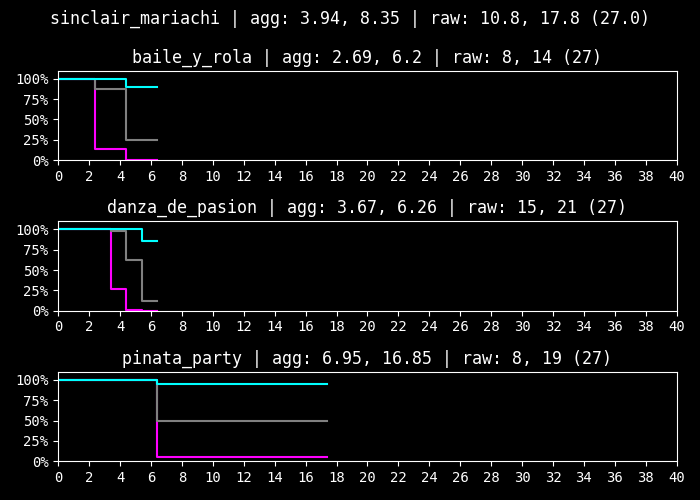 sinclair_mariachi | agg: 3.94, 8.35 | raw: 10.8, 17.8 (27.0)
baile_y_rola | agg: 2.69, 6.2 | raw: 8, 14 (27)
100%
75%
50%
25%
0%
0 2 4 6 8 10 12 14 16 18 20 22 24 26 28 30 32 34 36 38 40
danza_de_pasion | agg: 3.67, 6.26 | raw: 15, 21 (27)
100%
75%
50%
25%
0%
0 2 4 6 8 10 12 14 16 18 20 22 24 26 28 30 32 34 36 38 40
pinata_party | agg: 6.95, 16.85 | raw: 8, 19 (27)
100%
75%
50%
25%
0%
0 2 4 6 8 10 12 14 16 18 20 22 24 26 28 30 32 34 36 38 40